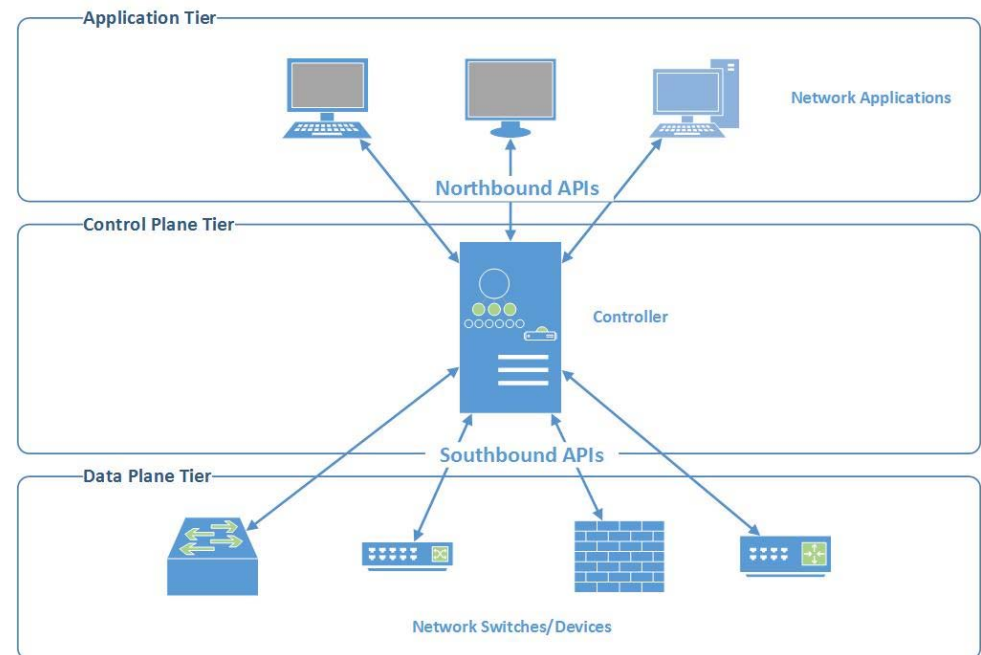 Application Tier
Network Applications
Northbound APIs
Control Plane Tier
Controller
Southbound APIs
Data Plane Tier
Network Switches/Devices